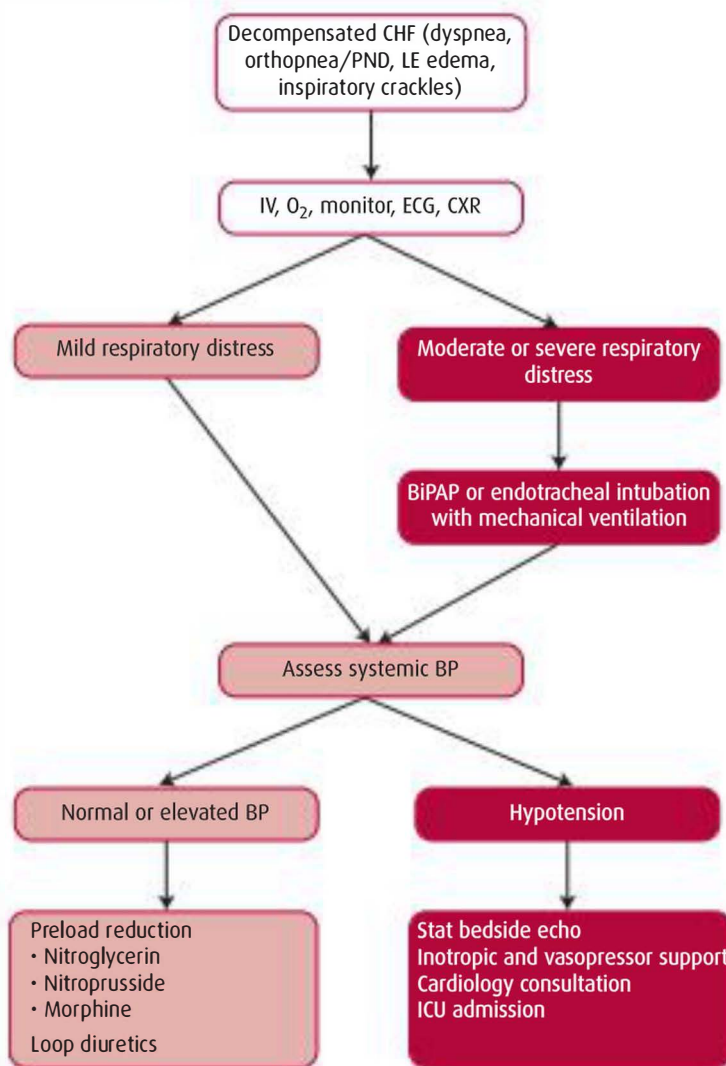 Decompensated CHF (dyspnea,
orthopnea/PND, LE edema,
inspiratory crackles)
IV, O₂, monitor, ECG, CXR
Mild respiratory distress
Moderate or severe respiratory
distress
BiPAP or endotracheal intubation
with mechanical ventilation
Assess systemic BP
Normal or elevated BP
Hypotension
Preload reduction
• Nitroglycerin
• Nitroprusside
• Morphine
Loop diuretics
Stat bedside echo
Inotropic and vasopressor support
Cardiology consultation
ICU admission